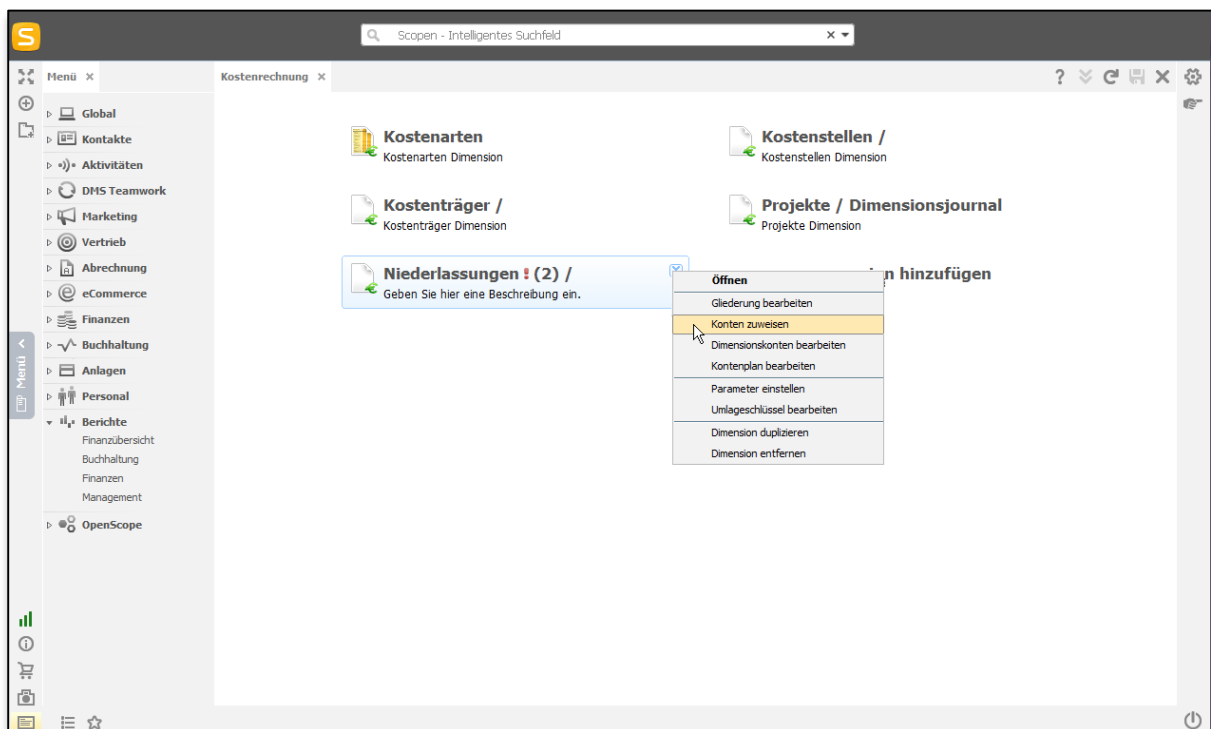 S
Scopen - Intelligentes Suchfeld
Menü
Kostenrechnung
?
Global
Kontakte
Aktivitäten
DMS Teamwork
Marketing
Vertrieb
Abrechnung
eCommerce
Finanzen
Buchhaltung
Anlagen
Personal
Berichte
Finanzübersicht
Buchhaltung
Finanzen
Management
OpenScope
Menü
Kostenarten
Kostenarten Dimension
Kostenstellen /
Kostenstellen Dimension
Kostenträger /
Kostenträger Dimension
Projekte / Dimensionsjournal
Projekte Dimension
Niederlassungen ! (2) /
Geben Sie hier eine Beschreibung ein.
hinzufügen
Öffnen
Gliederung bearbeiten
Konten zuweisen
Dimensionskonten bearbeiten
Kontenplan bearbeiten
Parameter einstellen
Umlageschlüssel bearbeiten
Dimension duplizieren
Dimension entfernen